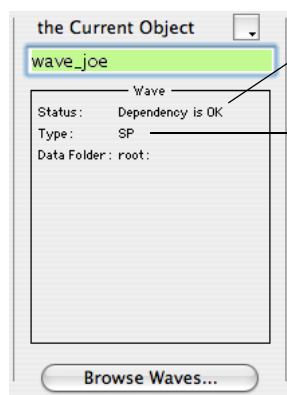 the Current Object
wave_joe
Wave
Status: Dependency is OK
Type: SP
Data Folder: root:
Browse Waves...